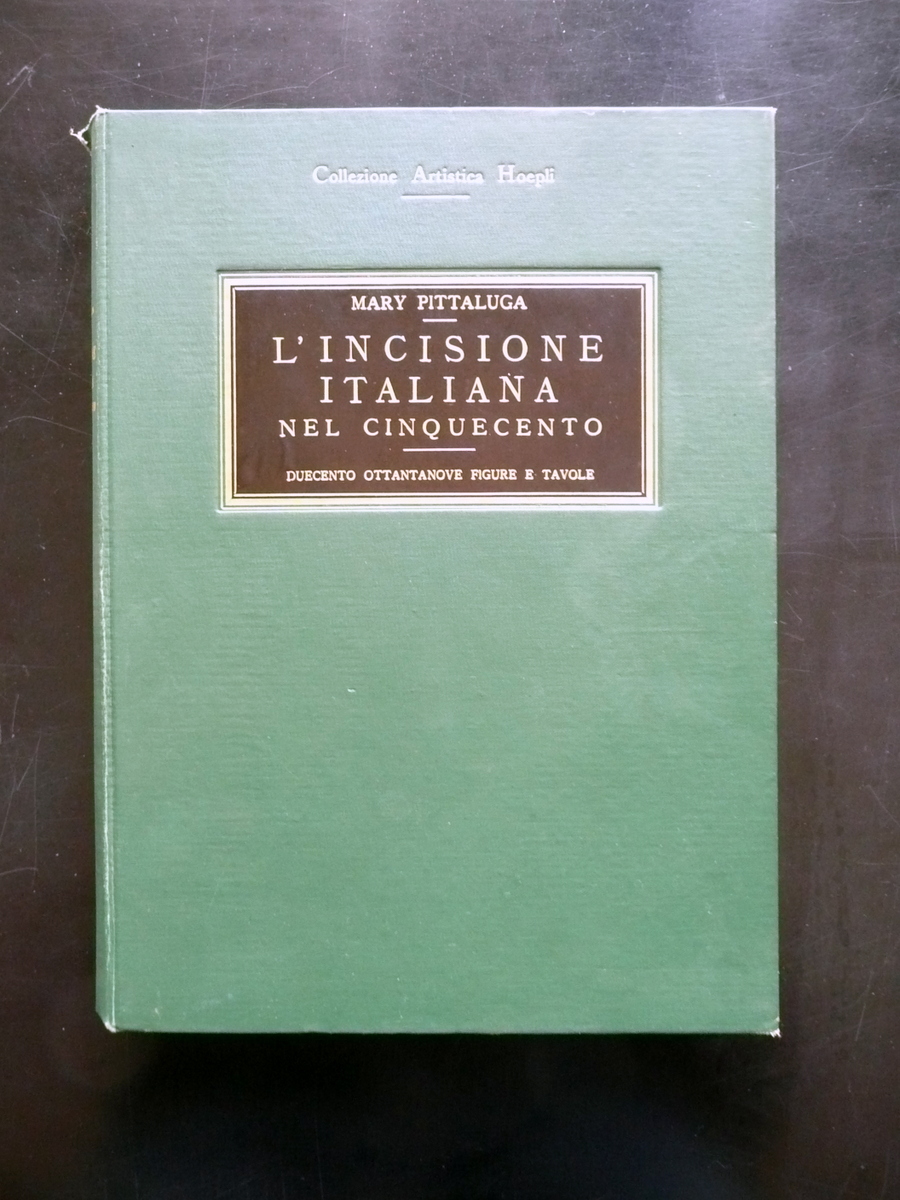 Collezione Artistica Hoepli
MARY PITTALUGA
L'INCISIONE
ITALIANA
NEL CINQUECENTO
DUECENTO OTTANTANOVE FIGURE E TAVOLE